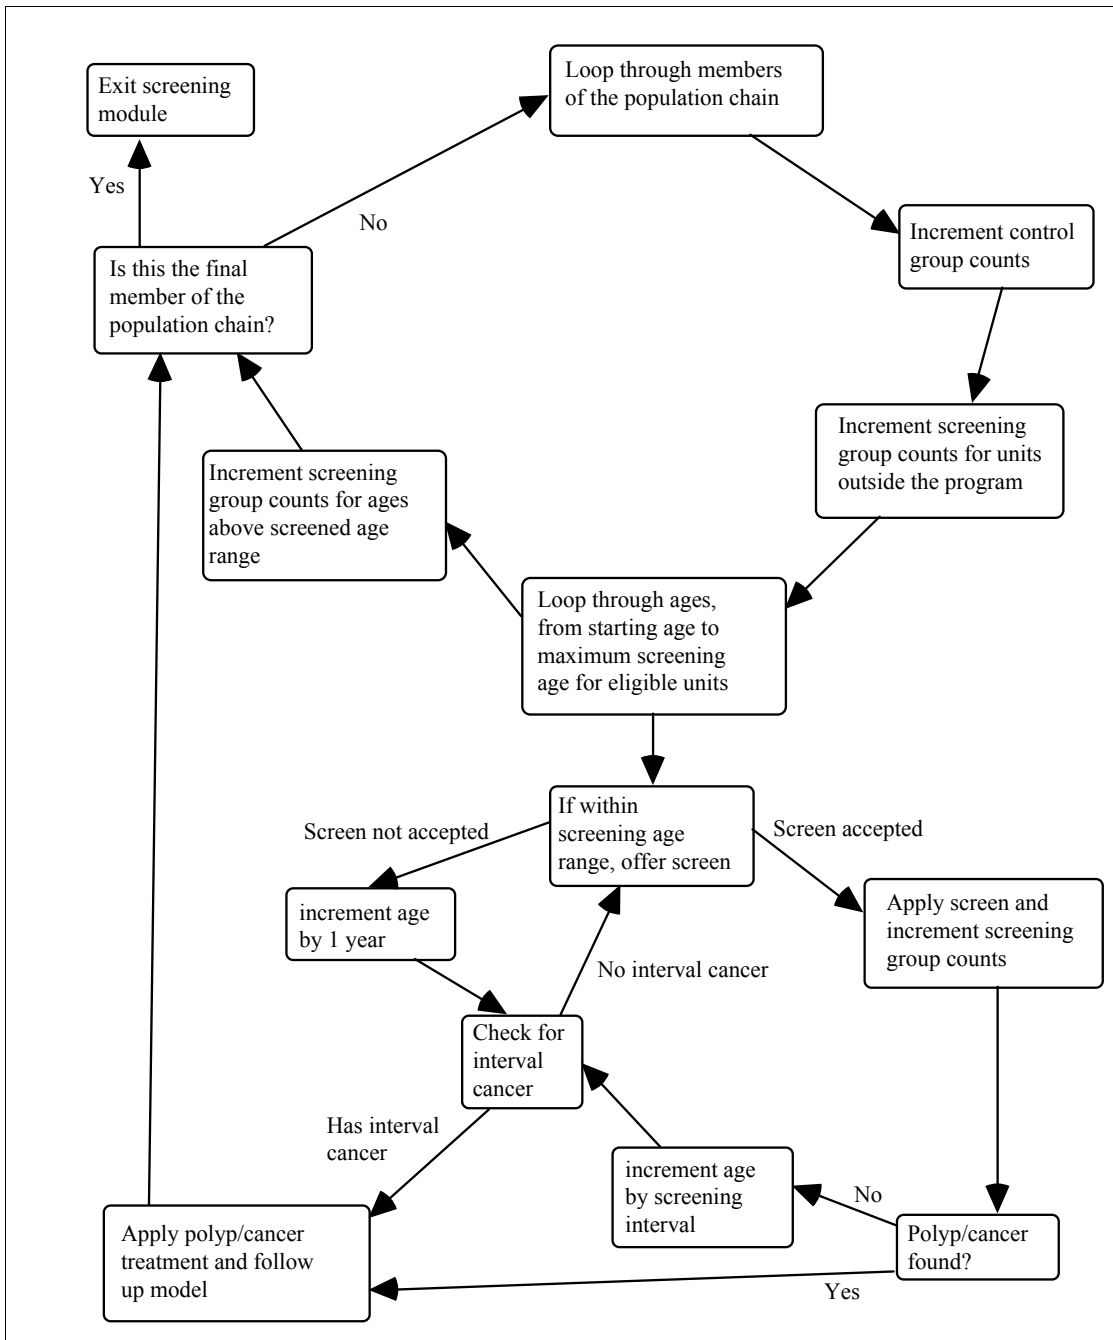 Exit screening
module
Loop through members
of the population chain
Yes
No
Increment control
group counts
Is this the final
member of the
population chain?
Increment screening
group counts for units
outside the program
Increment screening
group counts for ages
above screened age
range
Loop through ages,
from starting age to
maximum screening
age for eligible units
If within
screening age
range, offer screen
Screen not accepted
Screen accepted
increment age
by 1 year
Apply screen and
increment screening
group counts
No interval cancer
Check for
interval
cancer
Has interval
cancer
increment age
by screening
interval
No
Polyp/cancer
found?
Apply polyp/cancer
treatment and follow
up model
Yes